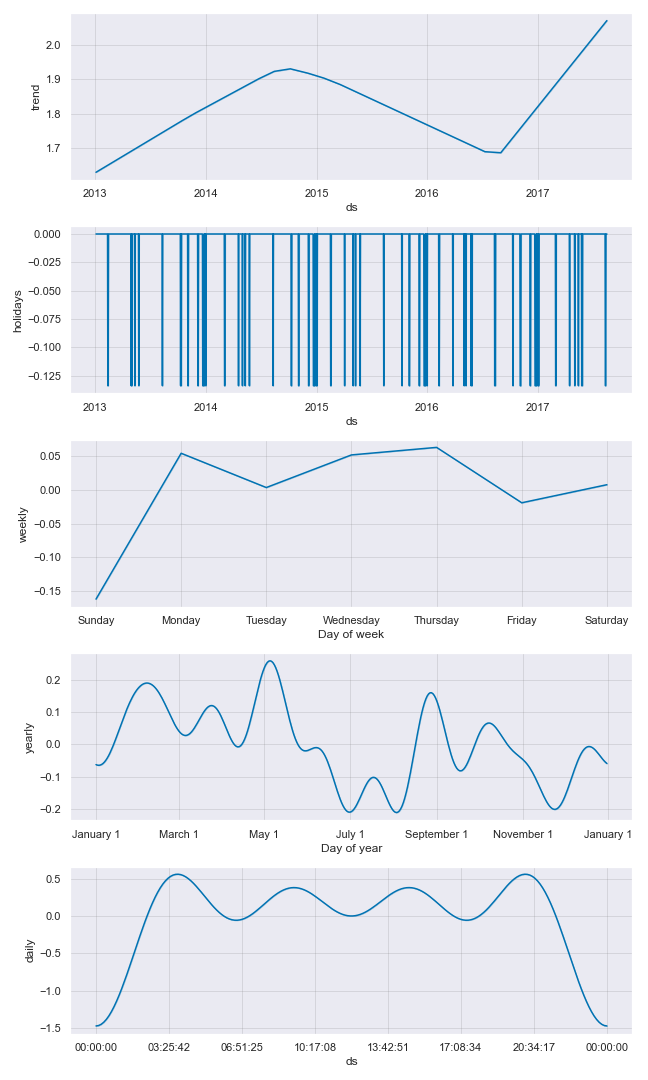 2.0
1.9
1.8
1.7
trend
2013 2014 2015 2016 2017
ds
0.000
−0.025
−0.050
−0.075
−0.100
−0.125
holidays
2013 2014 2015 2016 2017
ds
0.05
0.00
−0.05
−0.10
−0.15
weekly
Sunday Monday Tuesday Wednesday Thursday Friday Saturday
Day of week
0.2
0.1
0.0
−0.1
−0.2
yearly
January 1 March 1 May 1 July 1 September 1 November 1 January 1
Day of year
0.5
0.0
−0.5
−1.0
−1.5
daily
00:00:00 03:25:42 06:51:25 10:17:08 13:42:51 17:08:34 20:34:17 00:00:00
ds